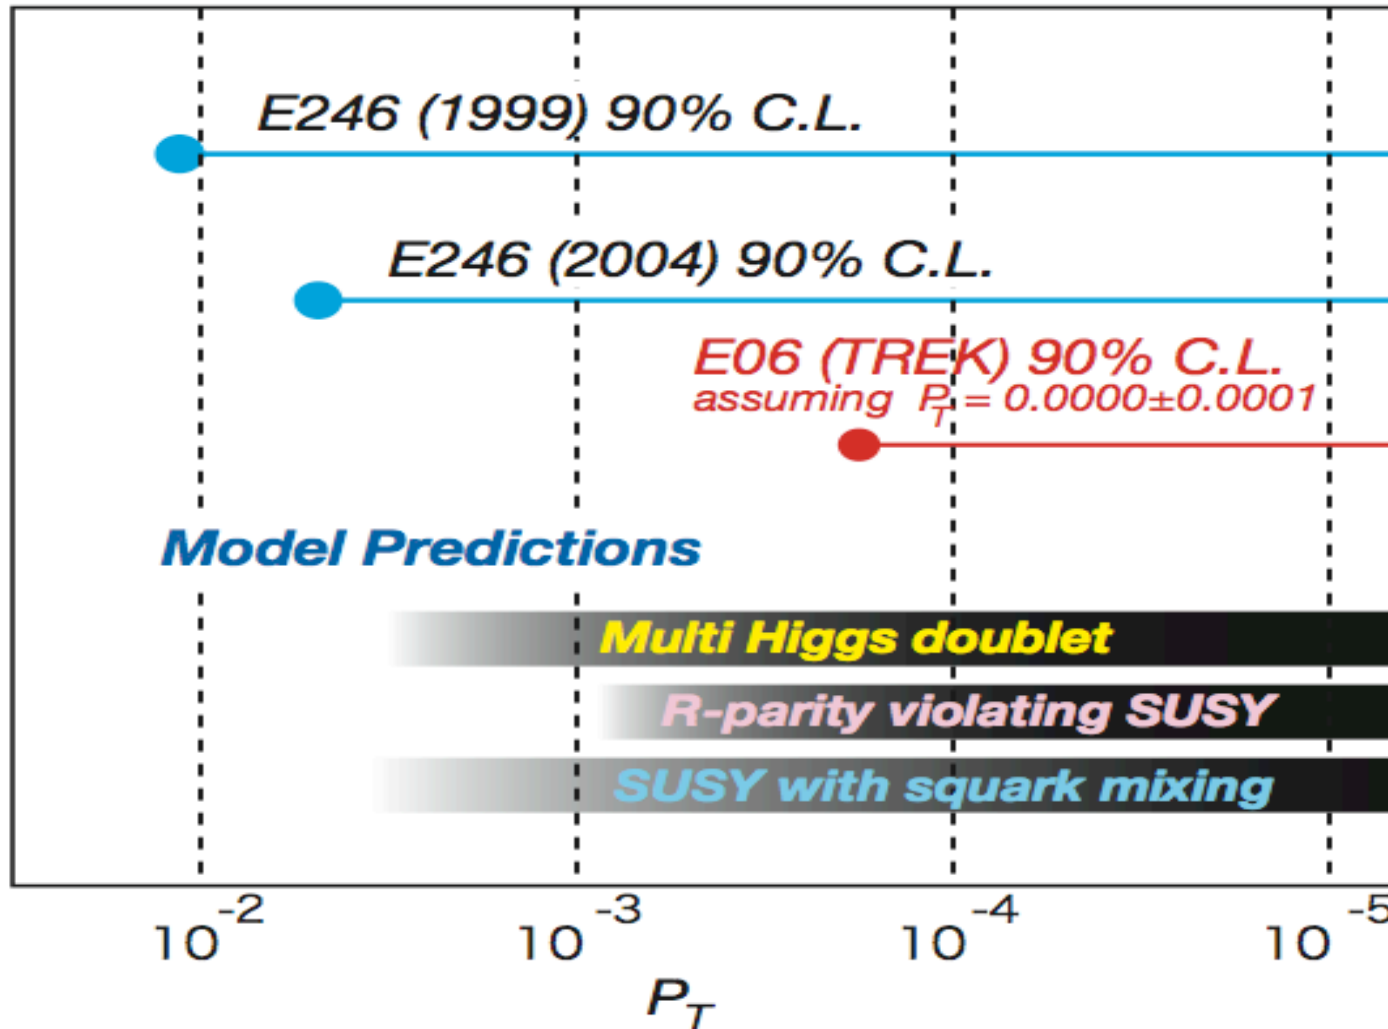 E246 (1999) 90% C.L.
E246 (2004) 90% C.L.
E06 (TREK) 90% C.L.
assuming P_T = 0.0000±0.0001
Model Predictions
Multi Higgs doublet
R-parity violating SUSY
SUSY with squark mixing
10^-2 10^-3 10^-4 10^-5
P_T